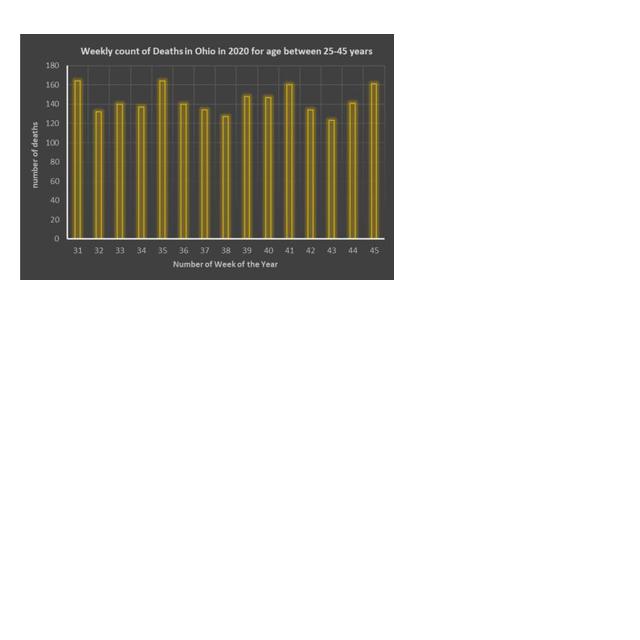 Weekly count of Deaths in Ohio in 2020 for age between 25-45 years
180
160
140
120
100
80
60
40
20
0
number of deaths
31 32 33 34 35 36 37 38 39 40 41 42 43 44 45
Number of Week of the Year